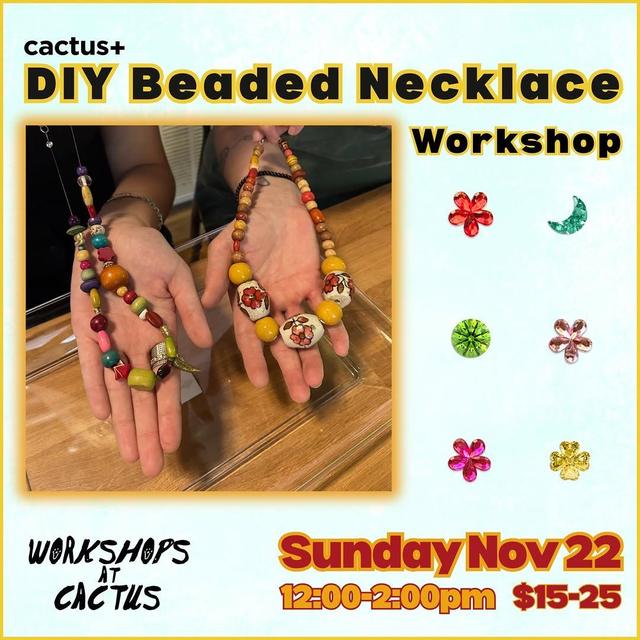 cactus+
DIY Beaded Necklace
Workshop
WORKSHOPS
AT
CACTUS
Sunday Nov 22
12:00-2:00pm $15-25